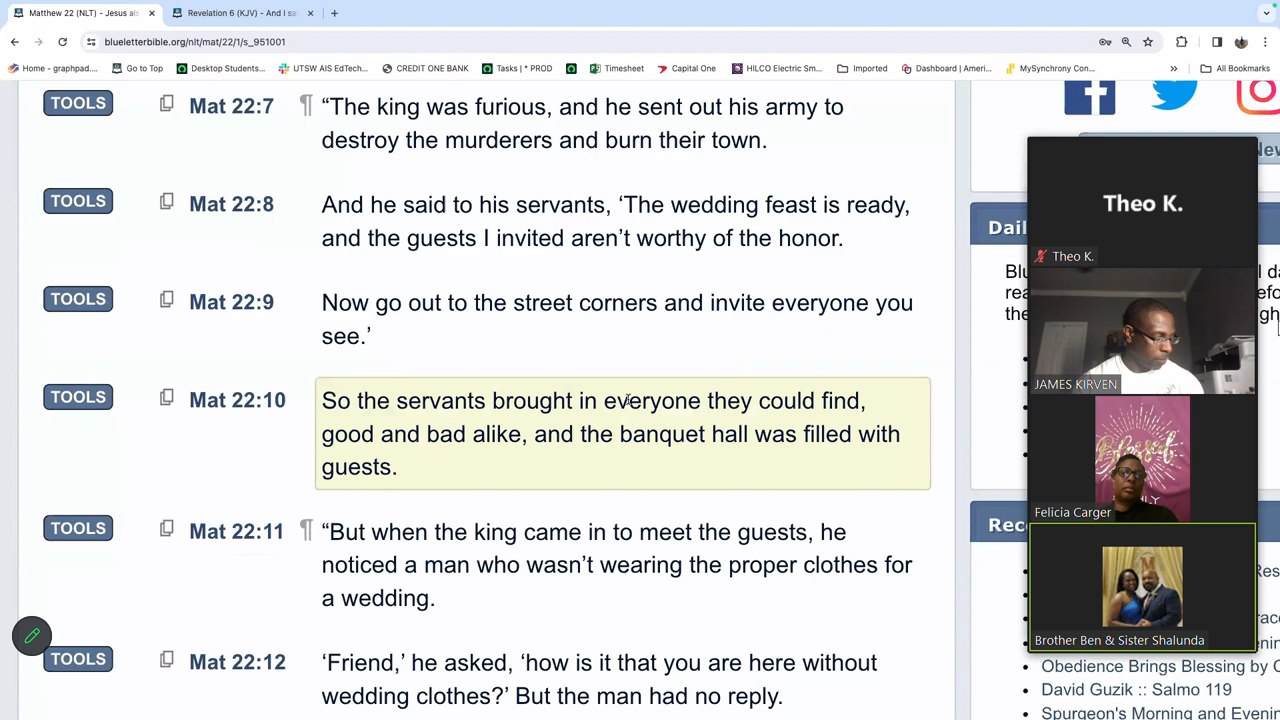 Matthew 22 (NLT) - Jesus als
Revelation 6 (KJV) - And I sa
blueletterbible.org/nlt/mat/22/1/s_951001
Home - graphpad....
Go to Top
Desktop Students...
UTSW AIS EdTech...
CREDIT ONE BANK
Tasks | * PROD
Timesheet
Capital One
HILCO Electric Sm...
Imported
Dashboard | Ameri...
MySynchrony Con...
All Bookmarks
TOOLS Mat 22:7 ¶ “The king was furious, and he sent out his army to
destroy the murderers and burn their town.
TOOLS Mat 22:8 And he said to his servants, ‘The wedding feast is ready,
and the guests I invited aren’t worthy of the honor.
TOOLS Mat 22:9 Now go out to the street corners and invite everyone you
see.’
TOOLS Mat 22:10 So the servants brought in everyone they could find,
good and bad alike, and the banquet hall was filled with
guests.
TOOLS Mat 22:11 ¶ “But when the king came in to meet the guests, he
noticed a man who wasn’t wearing the proper clothes for
a wedding.
TOOLS Mat 22:12 ‘Friend,’ he asked, ‘how is it that you are here without
wedding clothes?’ But the man had no reply.
Theo K.
Theo K.
JAMES KIRVEN
Blessed
Felicia Carger
Brother Ben & Sister Shalunda
Obedience Brings Blessing by C
David Guzik :: Salmo 119
Spurgeon's Morning and Evenin